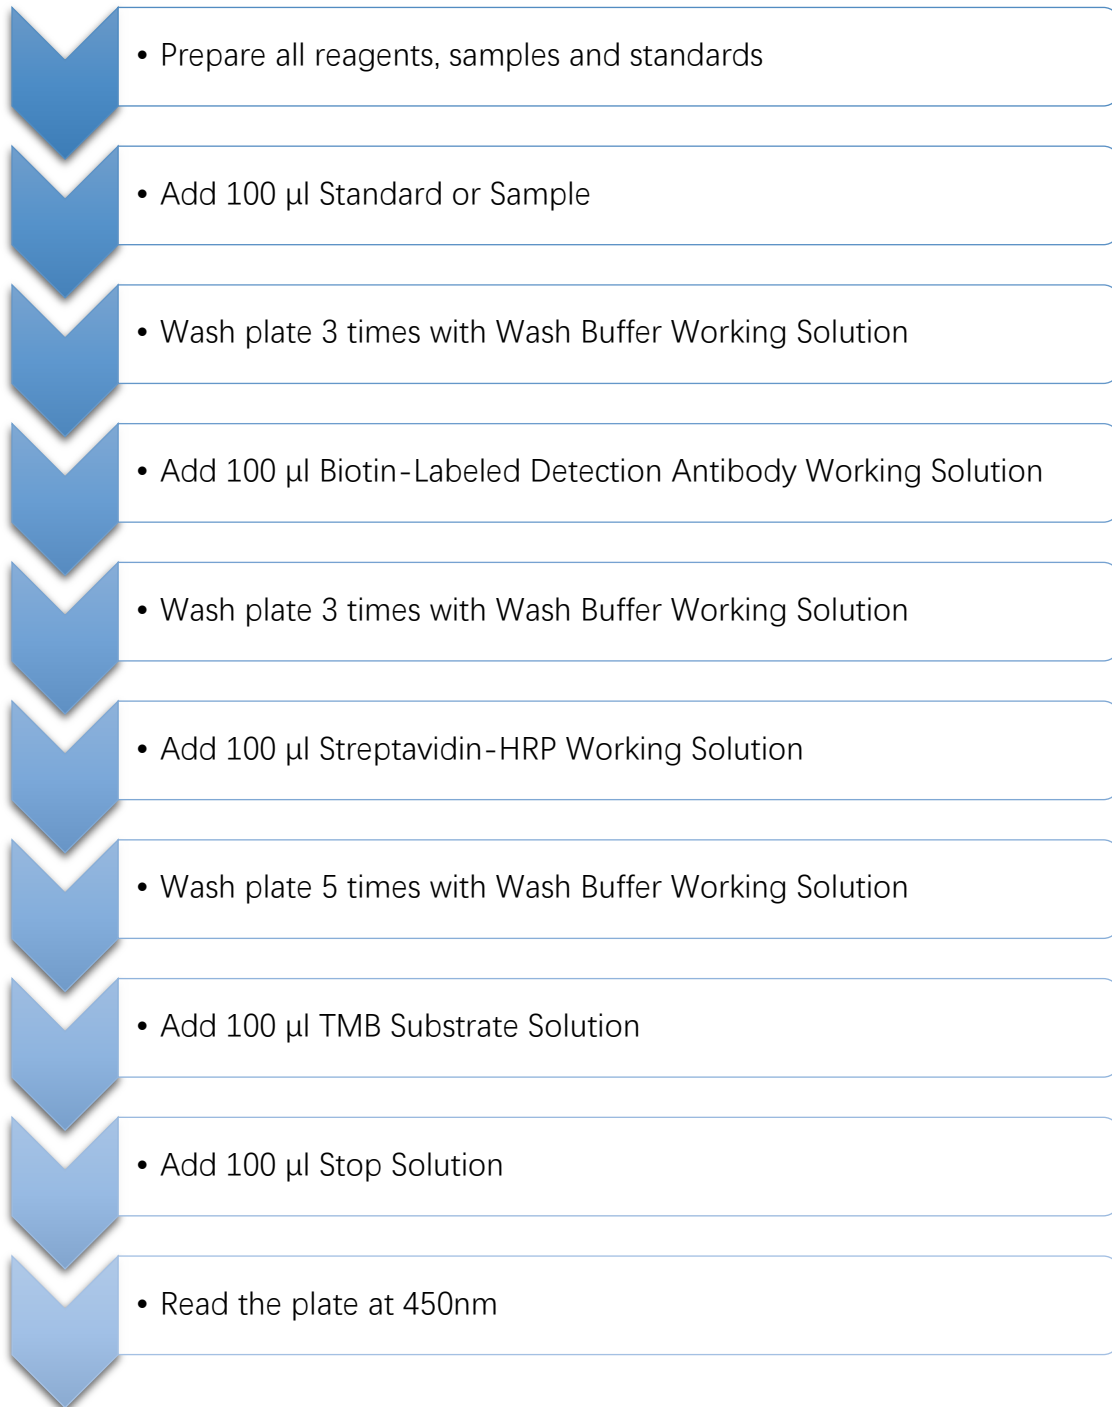 • Prepare all reagents, samples and standards
• Add 100 µl Standard or Sample
• Wash plate 3 times with Wash Buffer Working Solution
• Add 100 µl Biotin-Labeled Detection Antibody Working Solution
• Wash plate 3 times with Wash Buffer Working Solution
• Add 100 µl Streptavidin-HRP Working Solution
• Wash plate 5 times with Wash Buffer Working Solution
• Add 100 µl TMB Substrate Solution
• Add 100 µl Stop Solution
• Read the plate at 450nm